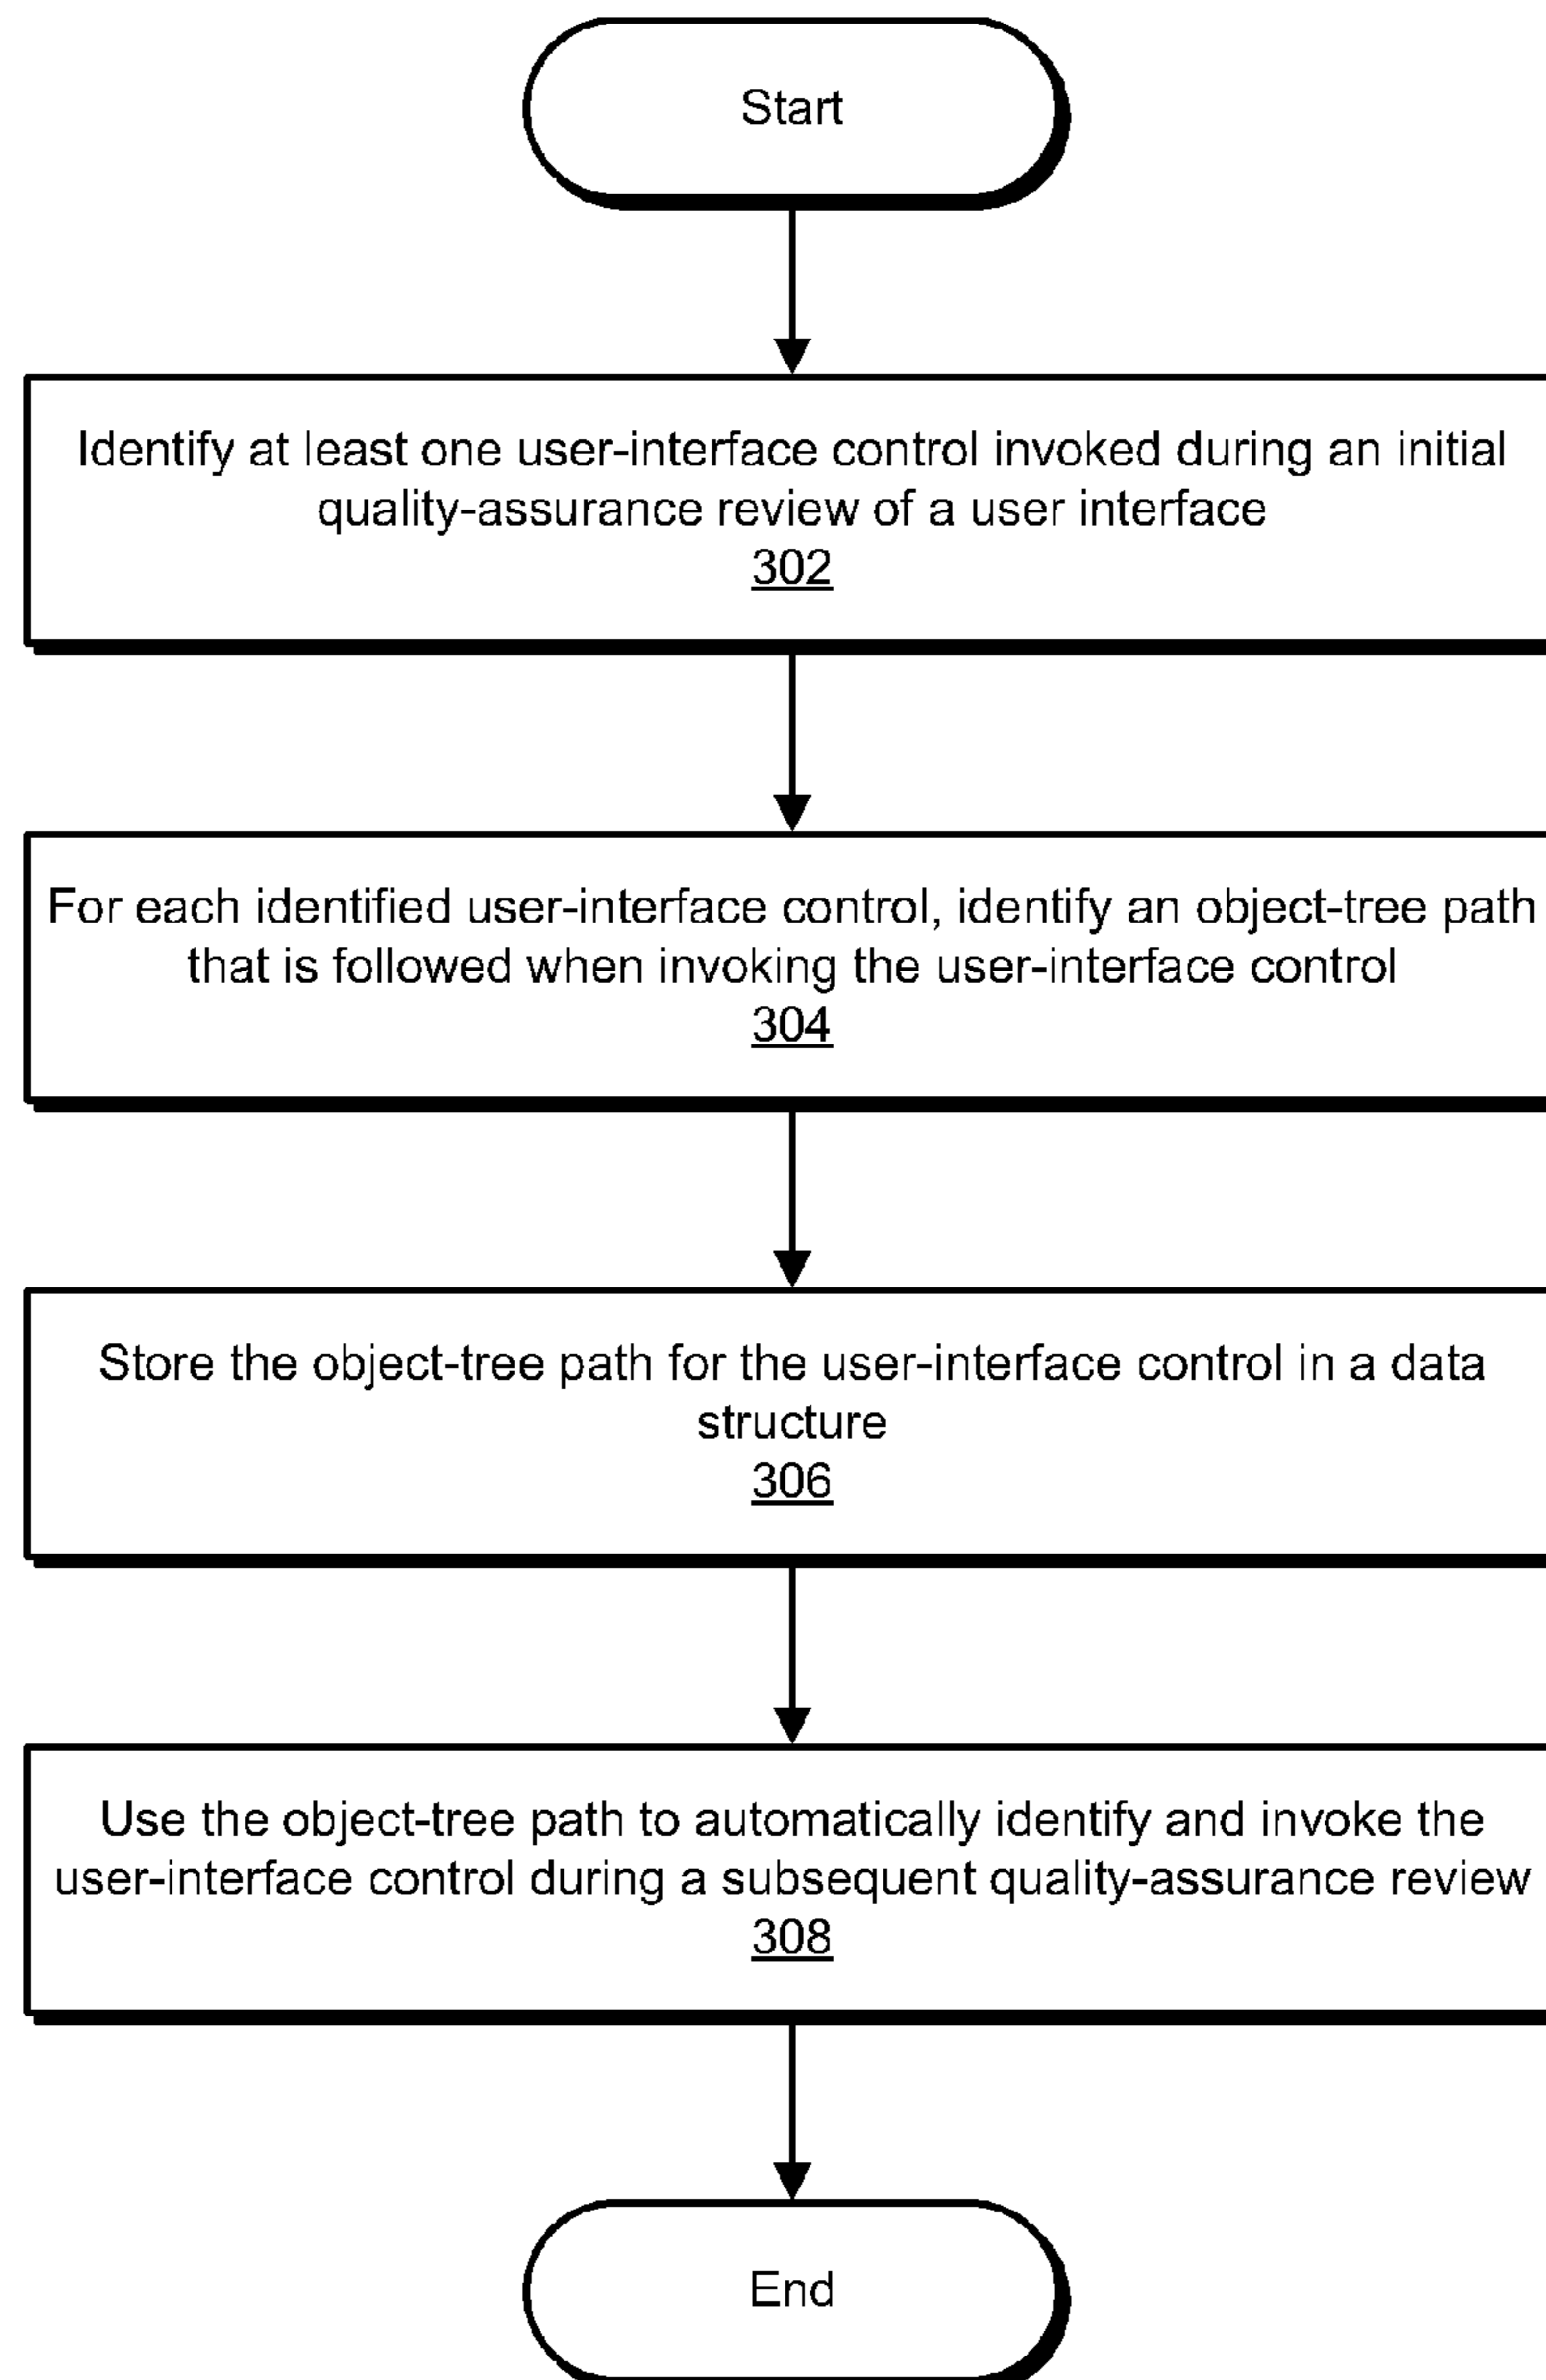 Start
Identify at least one user-interface control invoked during an initial
quality-assurance review of a user interface
302
For each identified user-interface control, identify an object-tree path
that is followed when invoking the user-interface control
304
Store the object-tree path for the user-interface control in a data
structure
306
Use the object-tree path to automatically identify and invoke the
user-interface control during a subsequent quality-assurance review
308
End